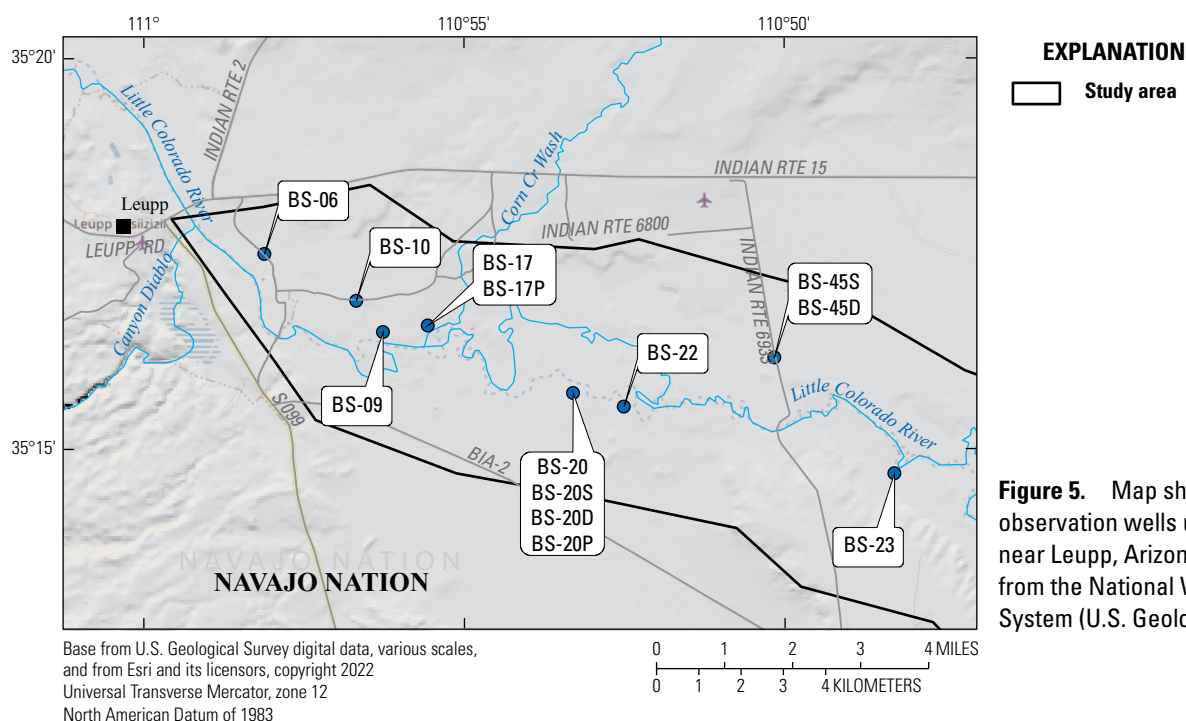 111°
110°55'
110°50'
35°20'
EXPLANATION
Study area
Little Colorado River
INDIAN RTE 2
Corn Cr Wash
INDIAN RTE 15
Leupp
Leupp
LEUPP RD
BS-06
INDIAN RTE 6800
BS-10
BS-17
BS-17P
INDIAN RTE 6933
BS-45S
BS-45D
Canyon Diablo
BS-22
BS-09
S 099
Little Colorado River
35°15'
BIA-2
BS-20
BS-20S
BS-20D
BS-20P
BS-23
NAVAJO NATION
NAVAJO NATION
Figure 5. Map sh
observation wells u
near Leupp, Arizon
from the National W
System (U.S. Geolo
Base from U.S. Geological Survey digital data, various scales,
and from Esri and its licensors, copyright 2022
Universal Transverse Mercator, zone 12
North American Datum of 1983
0 1 2 3 4 MILES
0 1 2 3 4 KILOMETERS